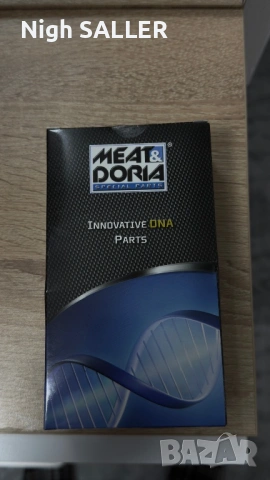 Nigh SALLER
MEAT&
DORIA®
SPECIAL PARTS
INNOVATIVE DNA
PARTS
BAZAR